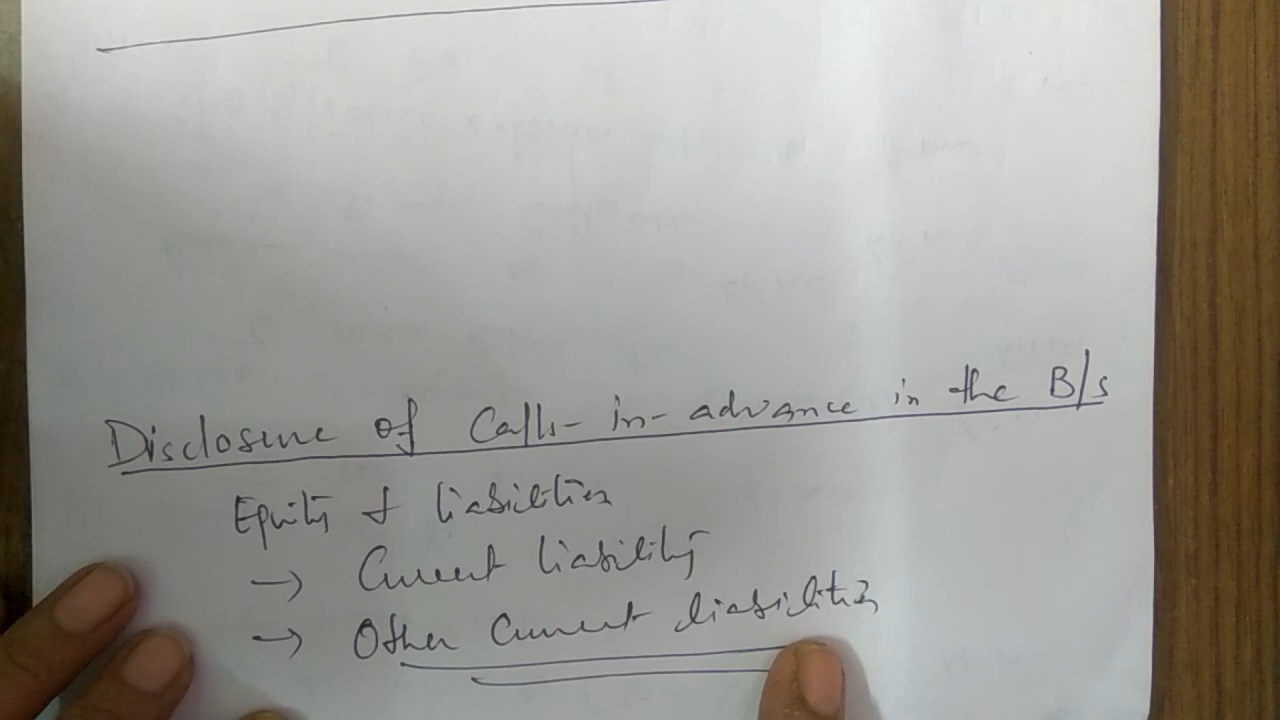 Disclosure of Calls-in-advance in the B/s
Equity & liabilities
→ Current liability
→ Other Current liabilities